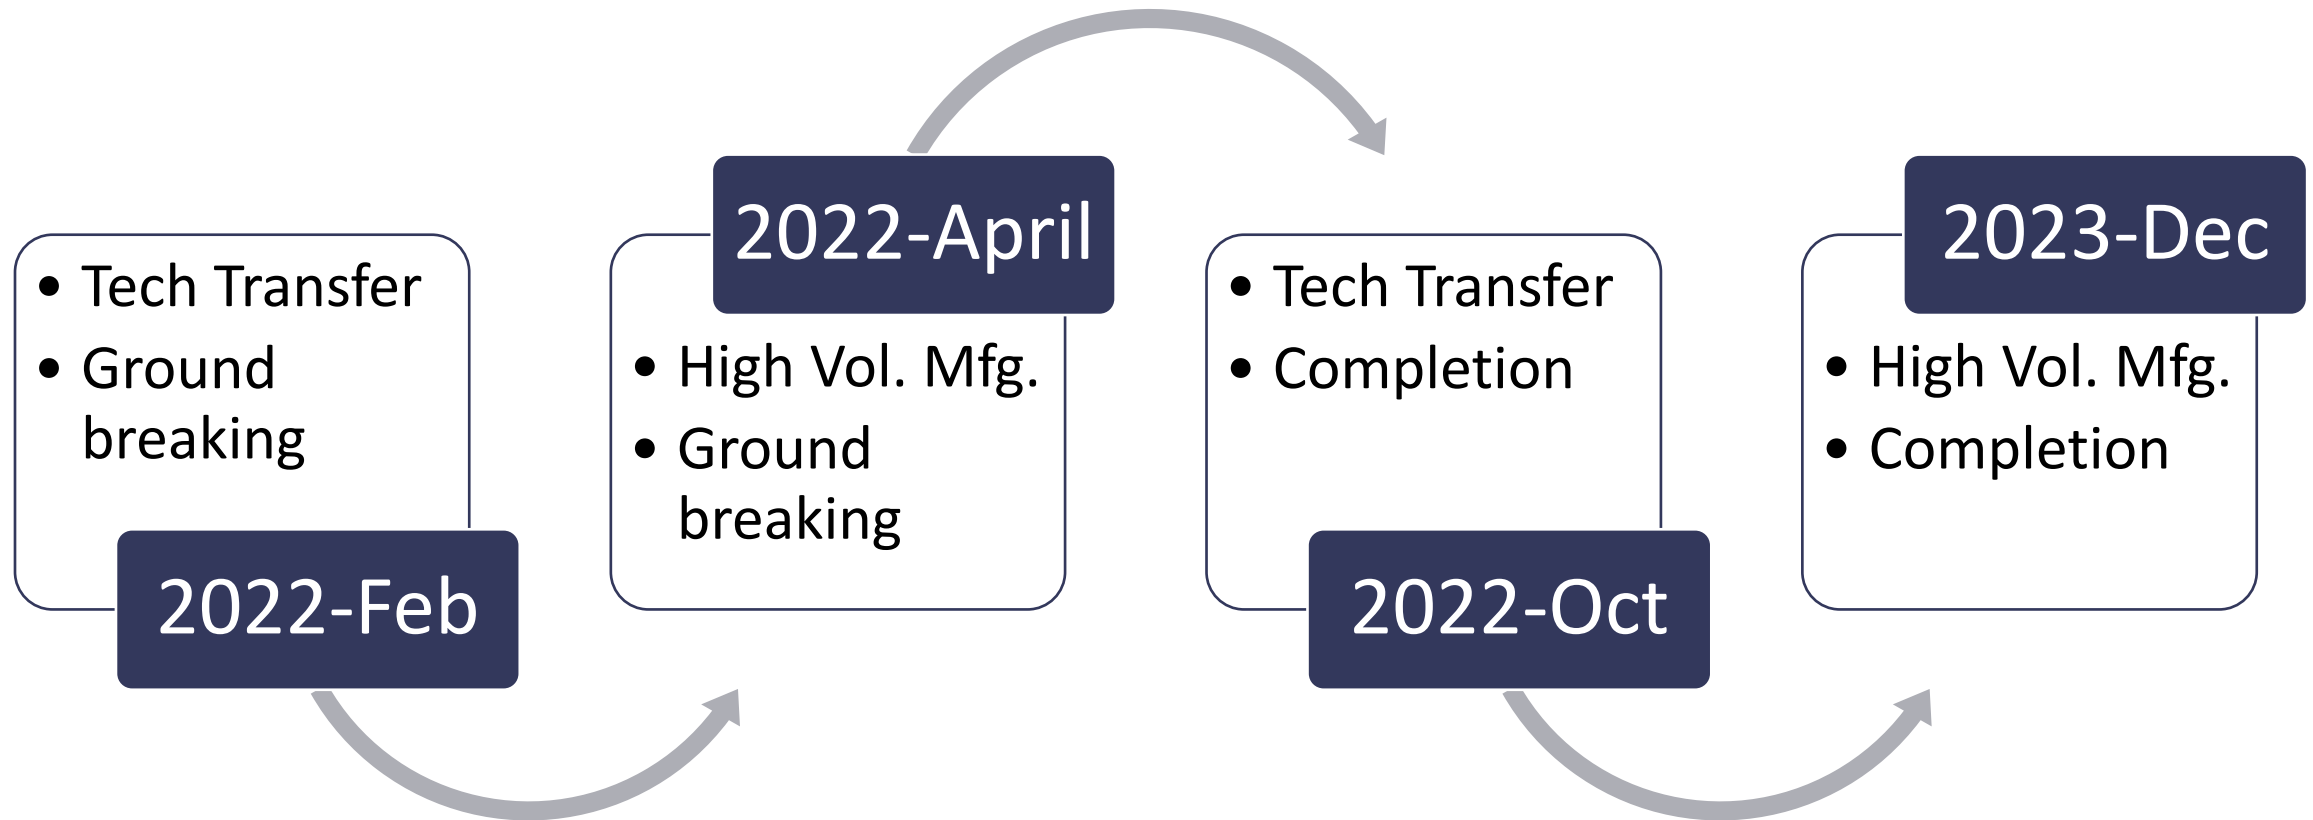 • Tech Transfer
• Ground
breaking
2022-Feb
2022-April
• High Vol. Mfg.
• Ground
breaking
• Tech Transfer
• Completion
2022-Oct
2023-Dec
• High Vol. Mfg.
• Completion